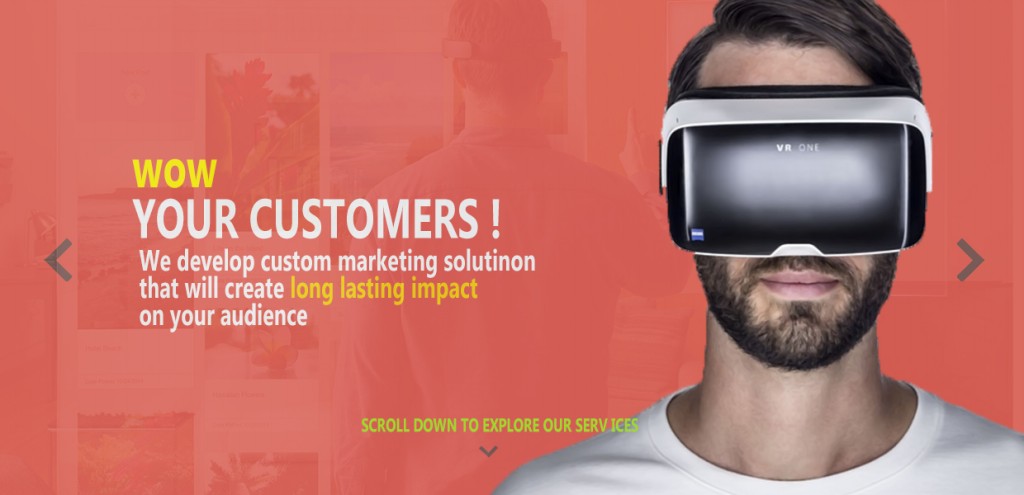 WOW
YOUR CUSTOMERS !
We develop custom marketing solutinon
that will create long lasting impact
on your audience
SCROLL DOWN TO EXPLORE OUR SERV ICES
VR ONE